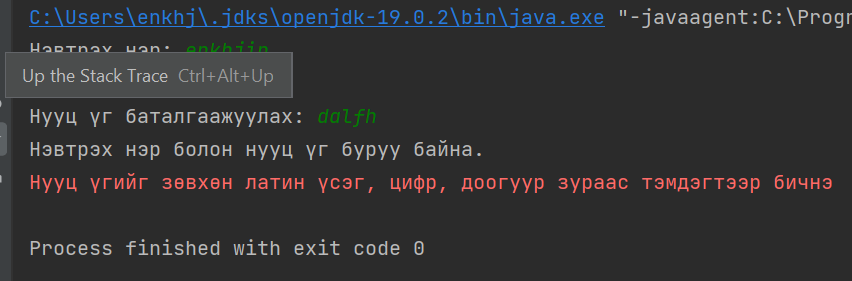 C:\Users\enkhj\.jdks\openjdk-19.0.2\bin\java.exe "-javaagent:C:\Progr
Нэвтрэх нэр: enkhjin
Up the Stack Trace Ctrl+Alt+Up
Нууц үг баталгаажуулах: dalfh
Нэвтрэх нэр болон нууц үг буруу байна.
Нууц үгийг зөвхөн латин үсэг, цифр, доогуур зураас тэмдэгтээр бичнэ
Process finished with exit code 0